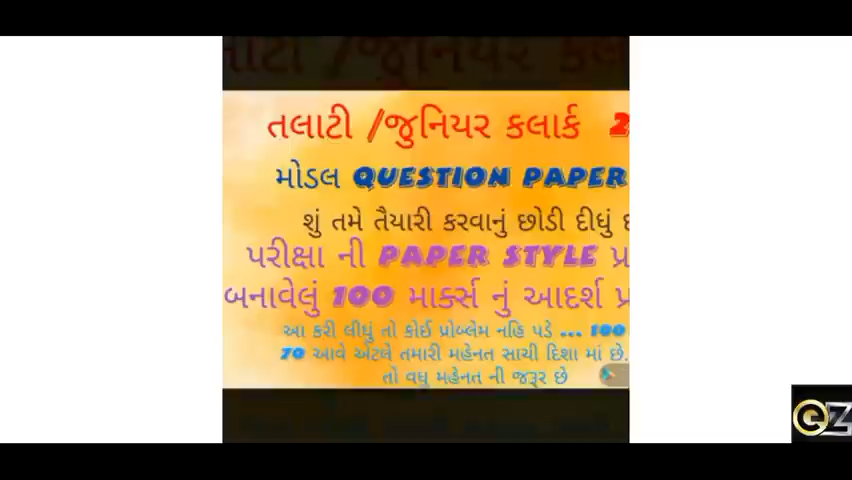 તલાટી /જુનિયર કલાર્ક 2
મોડલ QUESTION PAPER
શું તમે તૈયારી કરવાનું છોડી દીધું
પરીક્ષા ની PAPER STYLE પ્ર
બનાવેલું 100 માર્ક્સ નું આદર્શ પ્ર
આ કરી લીધું તો કોઈ પ્રોબ્લેમ નહિ પડે ... 100
70 આવે એટલે તમારી મહેનત સાચી દિશા માં છે.
તો વધુ મહેનત ની જરૂર છે